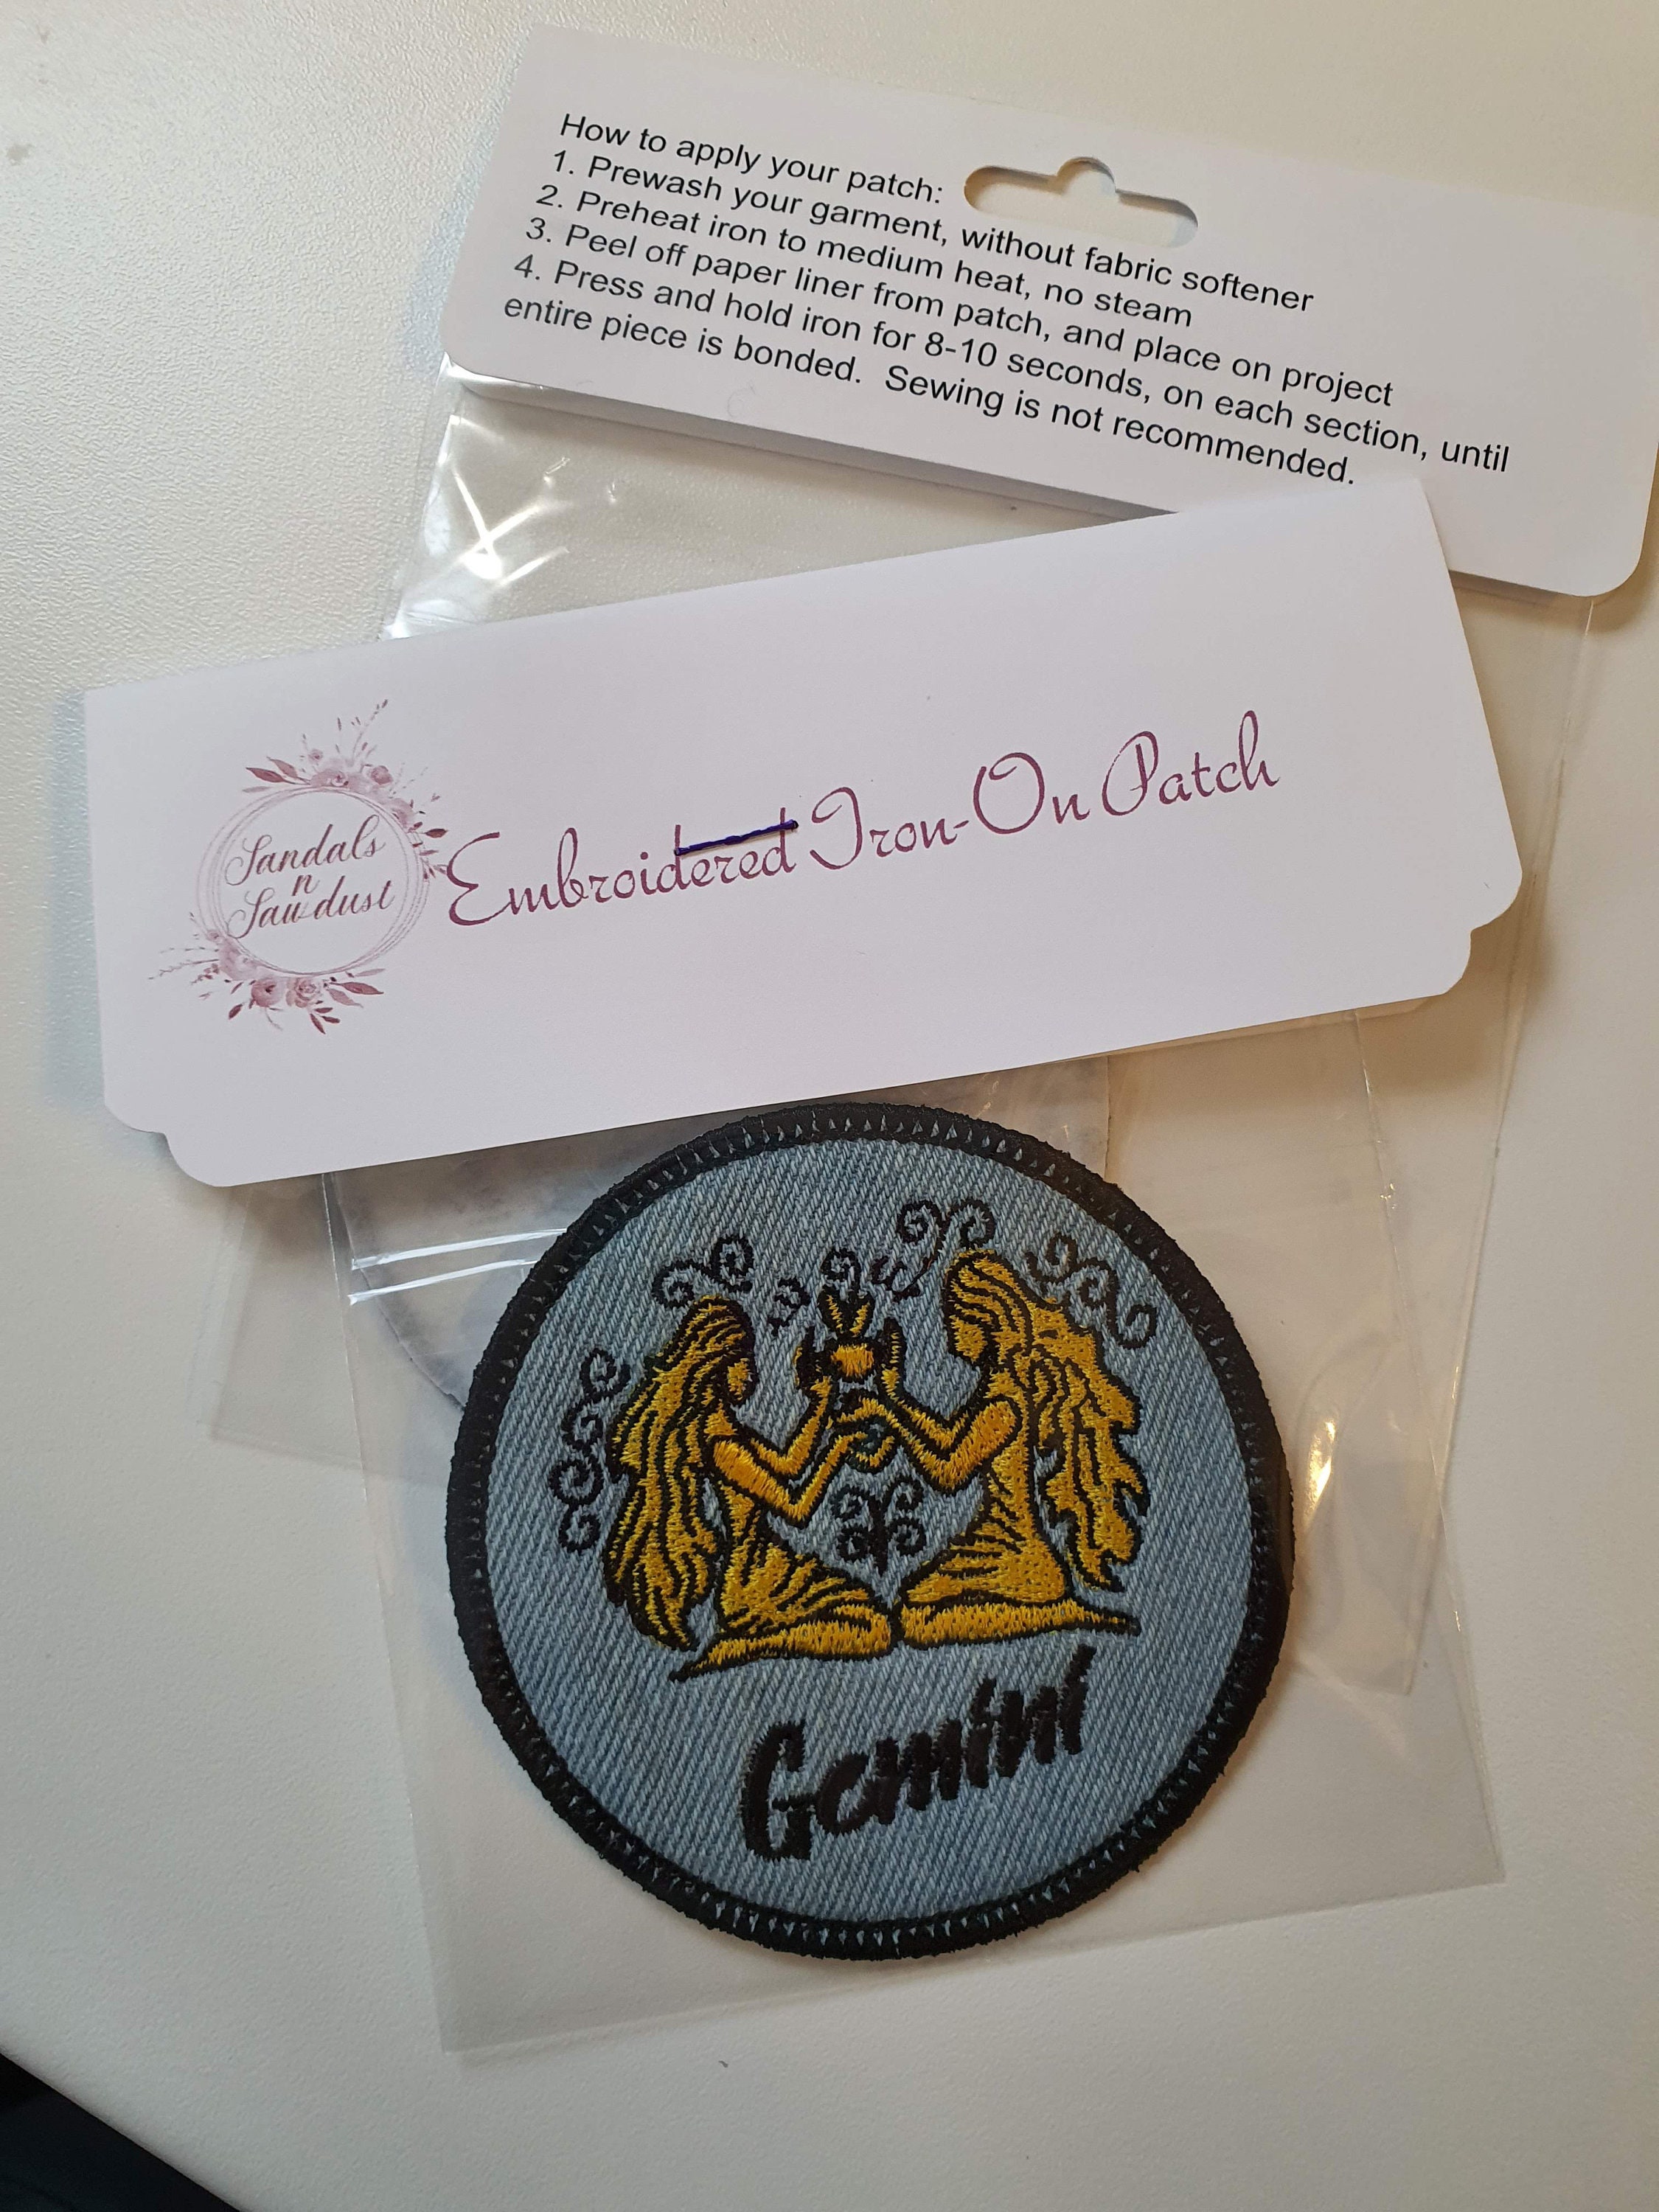 How to apply your patch:
1. Prewash your garment, without fabric softener
2. Preheat iron to medium heat, no steam
3. Peel off paper liner from patch, and place on project
4. Press and hold iron for 8-10 seconds, on each section, until
entire piece is bonded.  Sewing is not recommended.
Sandals
n
Sawdust
Embroidered Iron-On Patch
Gemini